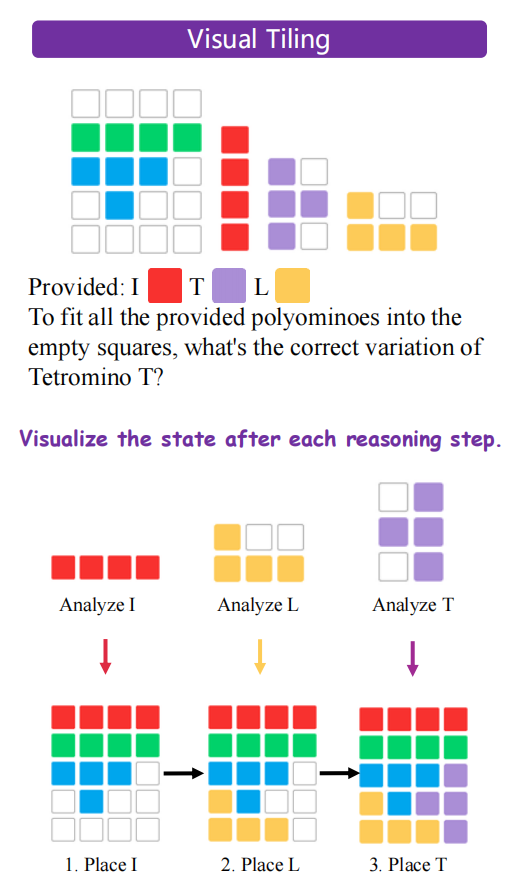 Visual Tiling
Provided: I T L
To fit all the provided polyominoes into the
empty squares, what's the correct variation of
Tetromino T?
Visualize the state after each reasoning step.
Analyze I Analyze L Analyze T
1. Place I 2. Place L 3. Place T